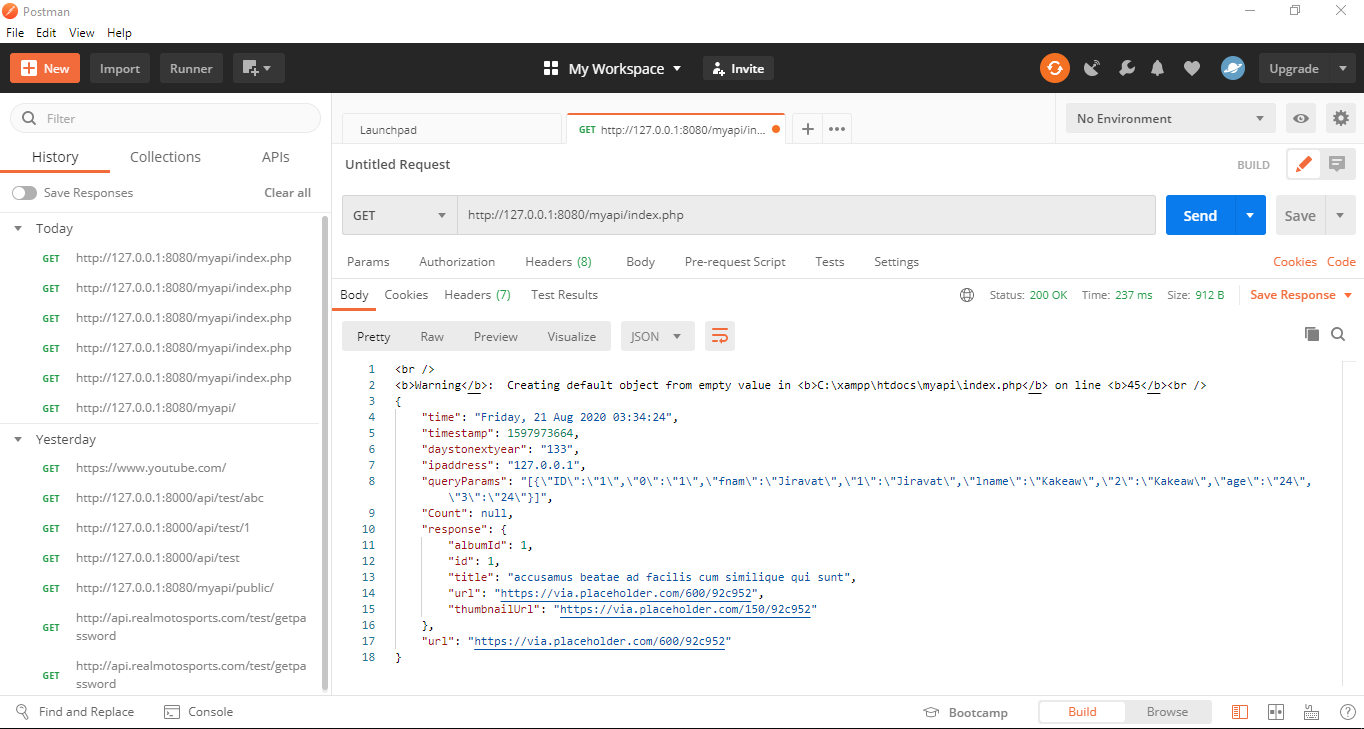 Postman
File Edit View Help
New Import Runner My Workspace Invite Upgrade
Filter
History Collections APIs
Save Responses Clear all
Today
GET http://127.0.0.1:8080/myapi/index.php
GET http://127.0.0.1:8080/myapi/index.php
GET http://127.0.0.1:8080/myapi/index.php
GET http://127.0.0.1:8080/myapi/index.php
GET http://127.0.0.1:8080/myapi/index.php
GET http://127.0.0.1:8080/myapi/
Yesterday
GET https://www.youtube.com/
GET http://127.0.0.1:8000/api/test/abc
GET http://127.0.0.1:8000/api/test/1
GET http://127.0.0.1:8000/api/test
GET http://127.0.0.1:8080/myapi/public/
GET http://api.realmotosports.com/test/getpa
ssword
GET http://api.realmotosports.com/test/getpa
ssword
Launchpad GET http://127.0.0.1:8080/myapi/in... No Environment
Untitled Request BUILD
GET http://127.0.0.1:8080/myapi/index.php Send Save
Params Authorization Headers (8) Body Pre-request Script Tests Settings Cookies Code
Body Cookies Headers (7) Test Results Status: 200 OK Time: 237 ms Size: 912 B Save Response
Pretty Raw Preview Visualize JSON
1 <br />
2 <b>Warning</b>:  Creating default object from empty value in <b>C:\xampp\htdocs\myapi\index.php</b> on line <b>45</b><br />
3 {
4 "time": "Friday, 21 Aug 2020 03:34:24",
5 "timestamp": 1597973664,
6 "daystonextyear": "133",
7 "ipaddress": "127.0.0.1",
8 "queryParams": "[{\"ID\":\"1\",\"0\":\"1\",\"fnam\":\"Jiravat\",\"1\":\"Jiravat\",\"lname\":\"Kakeaw\",\"2\":\"Kakeaw\",\"age\":\"24\",
\"3\":\"24\"}]",
9 "Count": null,
10 "response": {
11 "albumId": 1,
12 "id": 1,
13 "title": "accusamus beatae ad facilis cum similique qui sunt",
14 "url": "https://via.placeholder.com/600/92c952",
15 "thumbnailUrl": "https://via.placeholder.com/150/92c952"
16 },
17 "url": "https://via.placeholder.com/600/92c952"
18 }
Find and Replace Console Bootcamp Build Browse